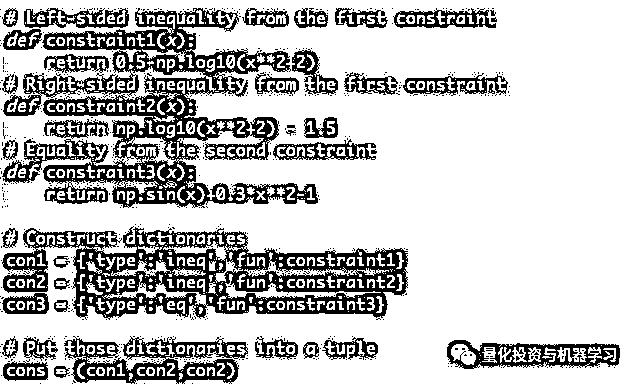 # Left-sided inequality from the first constraint
def constraint1(x):
return 0.5-np.log10(x**2+2)
# Right-sided inequality from the first constraint
def constraint2(x):
return np.log10(x**2+2) - 1.5
# Equality from the second constraint
def constraint3(x):
return np.sin(x)+0.3*x**2-1
# Construct dictionaries
con1 = {'type':'ineq','fun':constraint1}
con2 = {'type':'ineq','fun':constraint2}
con3 = {'type':'eq','fun':constraint3}
# Put those dictionaries into a tuple
cons = (con1,con2,con2)
量化投资与机器学习